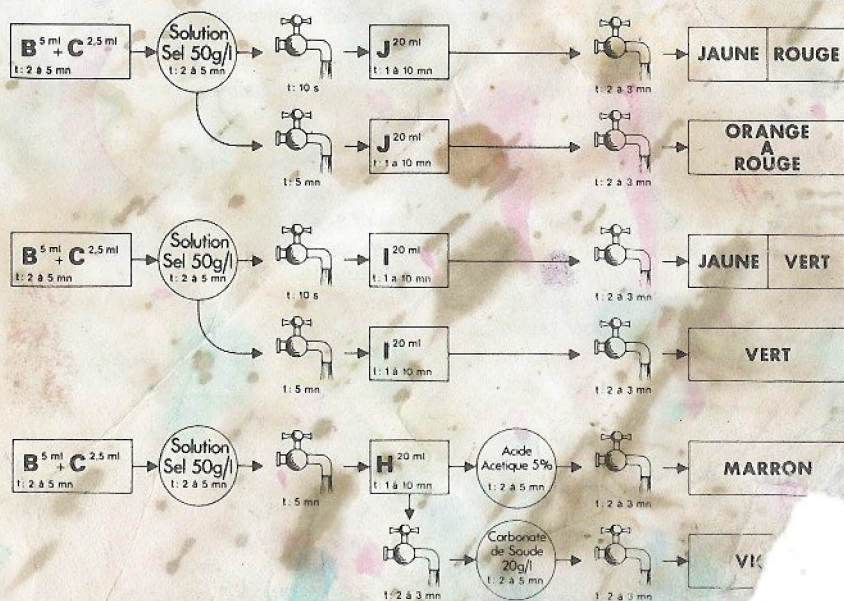 B 5 ml + C 2,5 ml
t: 2 à 5 mn
Solution
Sel 50g/l
t: 2 à 5 mn
t: 10 s
J 20 ml
t: 1 à 10 mn
t: 2 à 3 mn
JAUNE ROUGE
t: 5 mn
J 20 ml
t: 1 à 10 mn
t: 2 à 3 mn
ORANGE
A
ROUGE
B 5 ml + C 2,5 ml
t: 2 à 5 mn
Solution
Sel 50g/l
t: 2 à 5 mn
t: 10 s
I 20 ml
t: 1 à 10 mn
t: 2 à 3 mn
JAUNE VERT
t: 5 mn
I 20 ml
t: 1 à 10 mn
t: 2 à 3 mn
VERT
B 5 ml + C 2,5 ml
t: 2 à 5 mn
Solution
Sel 50g/l
t: 2 à 5 mn
t: 5 mn
H 20 ml
t: 1 à 10 mn
Acide
Acetique 5%
t: 2 à 5 mn
t: 2 à 3 mn
MARRON
t: 2 à 3 mn
Carbonate
de Soude
20g/l
t: 2 à 5 mn
t: 2 à 3 mn